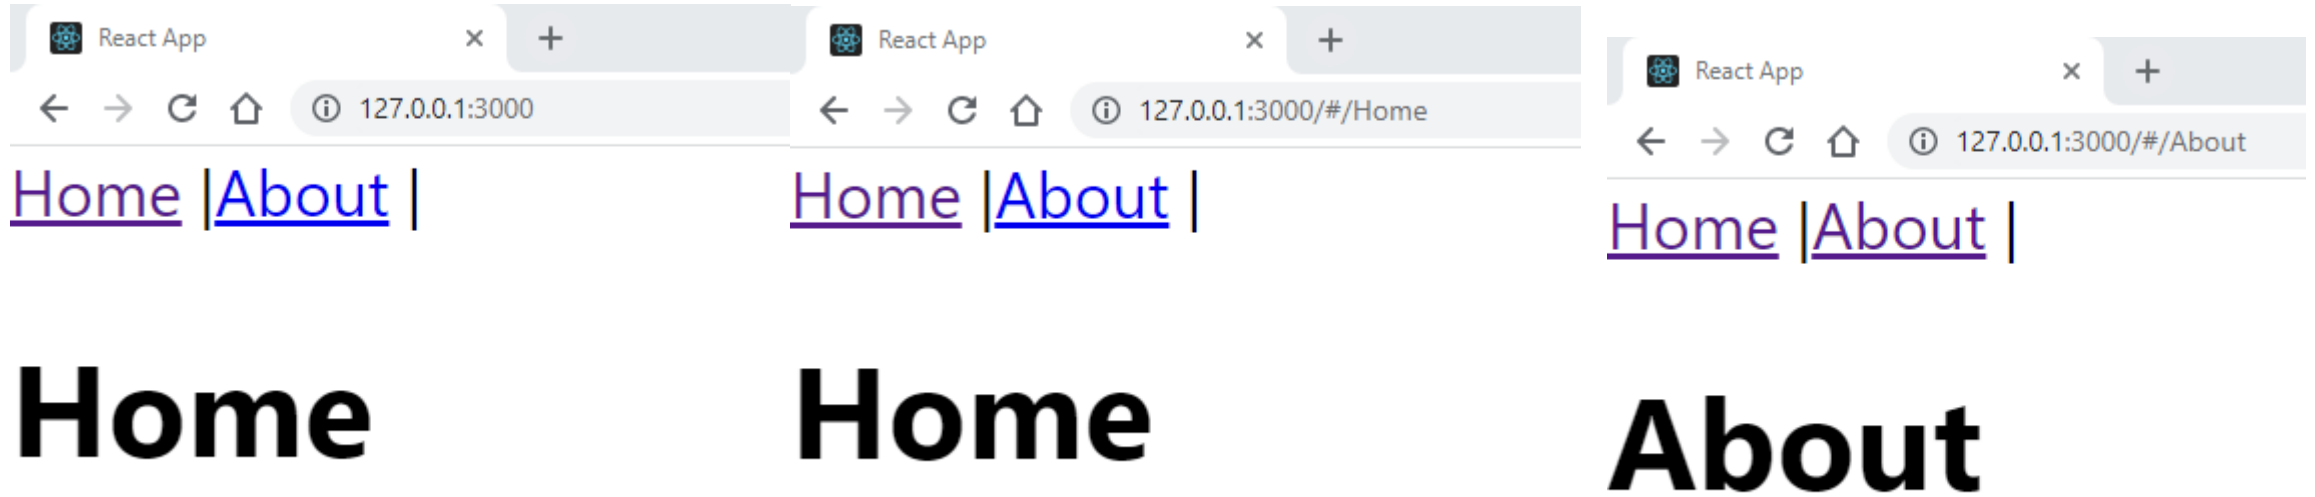 React App
127.0.0.1:3000
Home |About |
Home
React App
127.0.0.1:3000/#/Home
Home |About |
Home
React App
127.0.0.1:3000/#/About
Home |About |
About